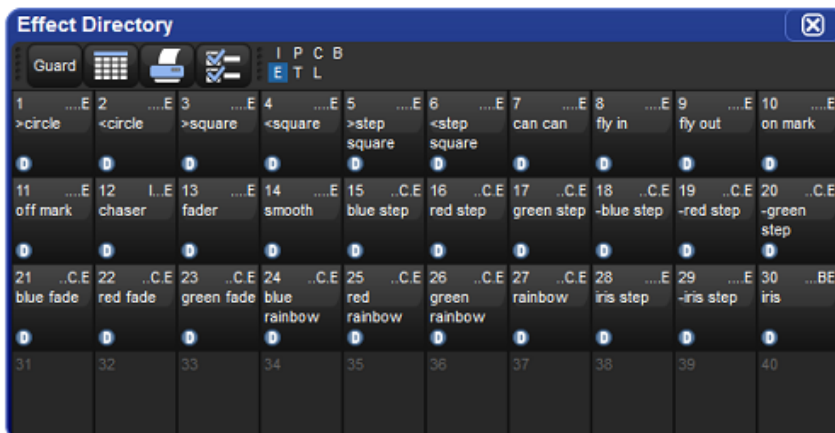 Effect Directory
Guard
I P C B
E T L
1 ....E 2 ....E 3 ....E 4 ....E 5 ....E 6 ....E 7 ....E 8 ....E 9 ....E 10 ....E
>circle <circle >square <square >step <step can can fly in fly out on mark
square square
D D D D D D D D D D
11 ....E 12 I...E 13 ....E 14 ....E 15 ..C.E 16 ..C.E 17 ..C.E 18 ..C.E 19 ..C.E 20 ..C.E
off mark chaser fader smooth blue step red step green step -blue step -red step -green
step
D D D D D D D D D D
21 ..C.E 22 ..C.E 23 ..C.E 24 ..C.E 25 ..C.E 26 ..C.E 27 ..C.E 28 ....E 29 ....E 30 ...BE
blue fade red fade green fade blue red green rainbow iris step -iris step iris
rainbow rainbow rainbow
D D D D D D D D D D
31 32 33 34 35 36 37 38 39 40